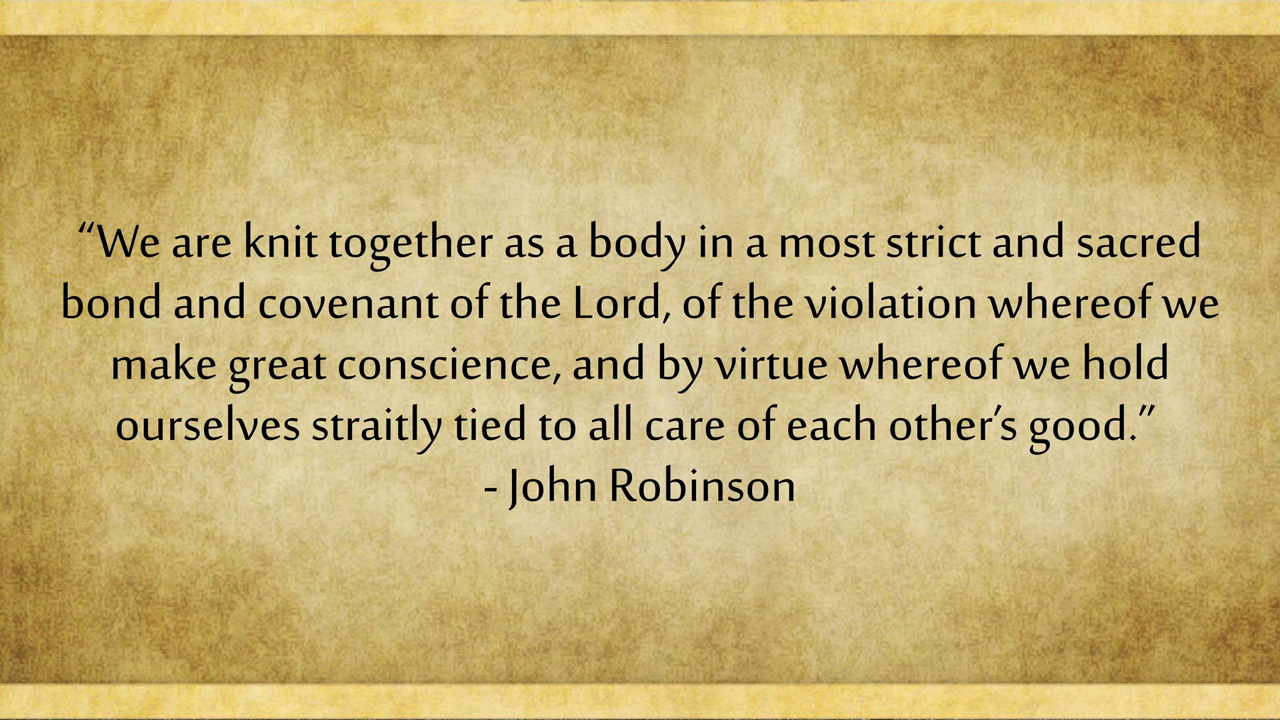 “We are knit together as a body in a most strict and sacred
bond and covenant of the Lord, of the violation whereof we
make great conscience, and by virtue whereof we hold
ourselves straitly tied to all care of each other’s good.”
- John Robinson